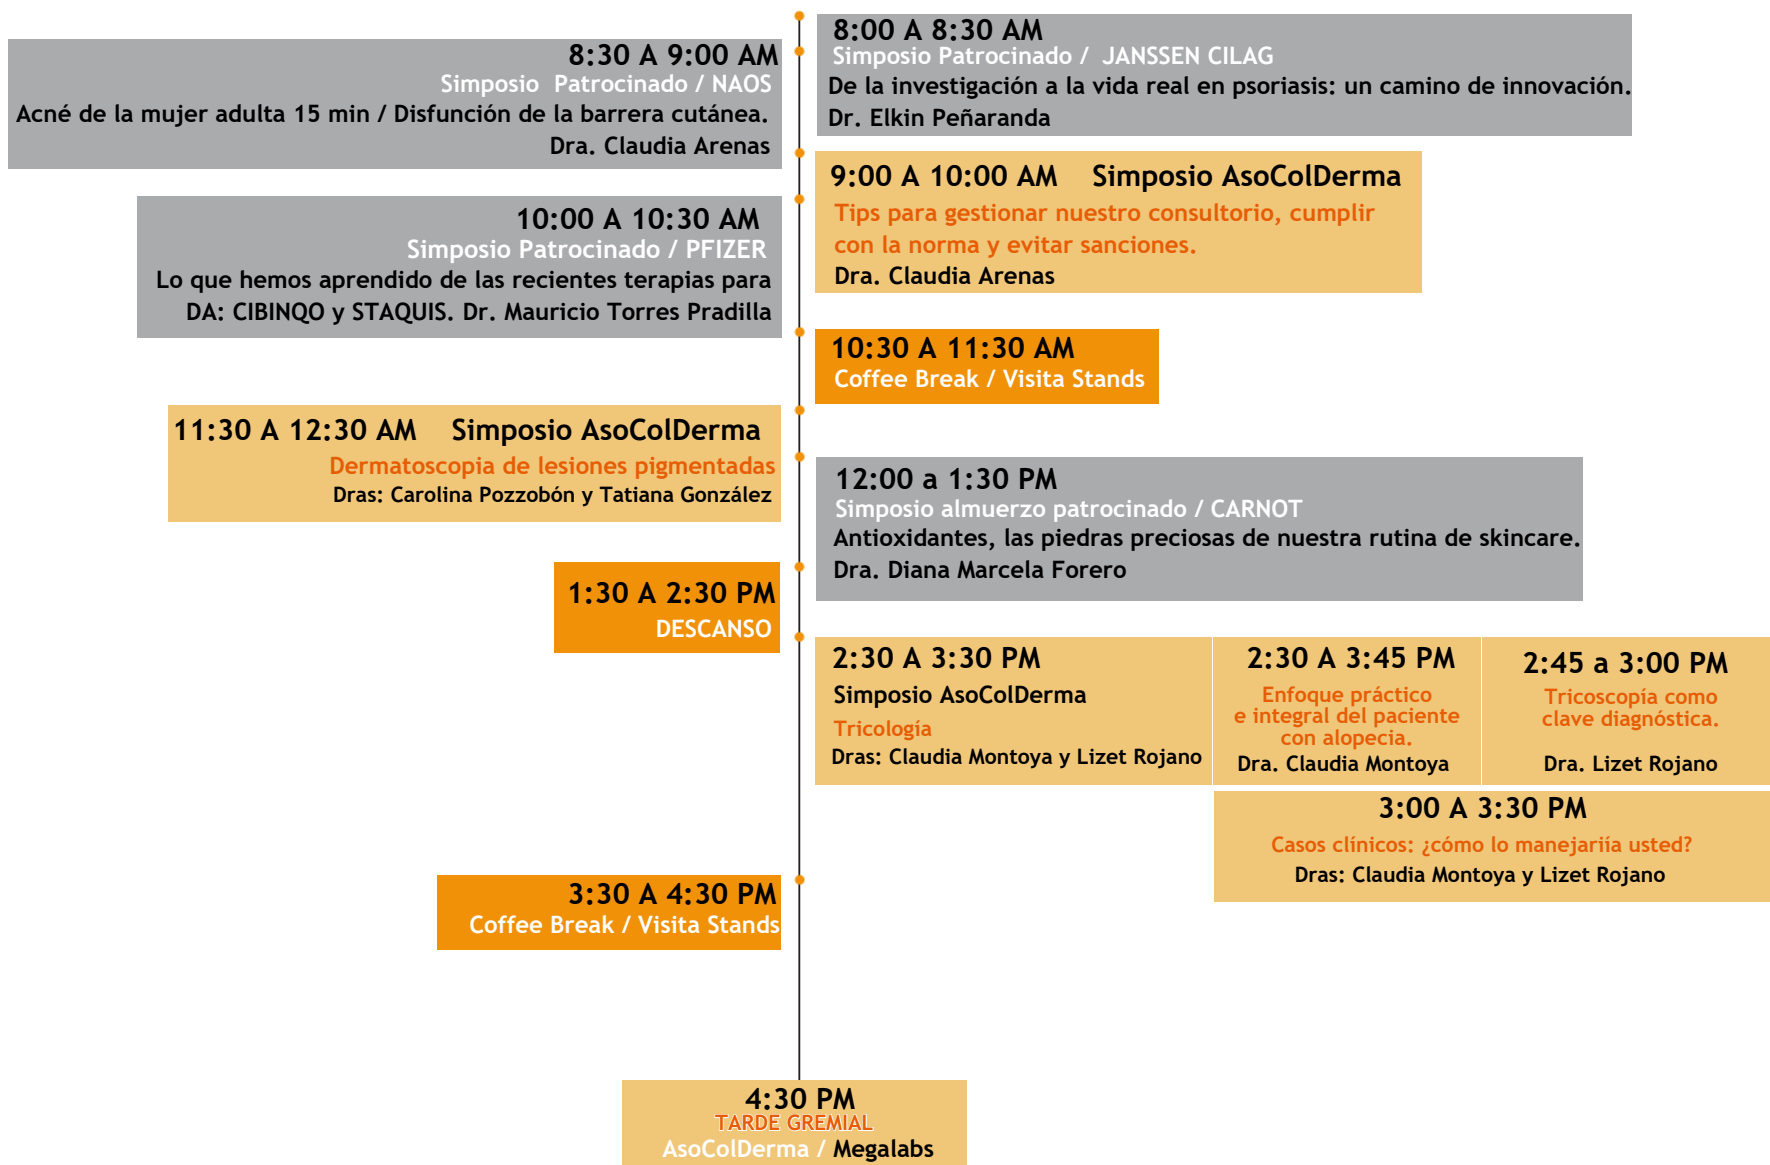 8:00 A 8:30 AM
Simposio Patrocinado / JANSSEN CILAG
De la investigación a la vida real en psoriasis: un camino de innovación.
Dr. Elkin Peñaranda
8:30 A 9:00 AM
Simposio Patrocinado / NAOS
Acné de la mujer adulta 15 min / Disfunción de la barrera cutánea.
Dra. Claudia Arenas
9:00 A 10:00 AM Simposio AsoColDerma
Tips para gestionar nuestro consultorio, cumplir
con la norma y evitar sanciones.
Dra. Claudia Arenas
10:00 A 10:30 AM
Simposio Patrocinado / PFIZER
Lo que hemos aprendido de las recientes terapias para
DA: CIBINQO y STAQUIS. Dr. Mauricio Torres Pradilla
10:30 A 11:30 AM
Coffee Break / Visita Stands
11:30 A 12:30 AM Simposio AsoColDerma
Dermatoscopia de lesiones pigmentadas
Dras: Carolina Pozzobón y Tatiana González
12:00 a 1:30 PM
Simposio almuerzo patrocinado / CARNOT
Antioxidantes, las piedras preciosas de nuestra rutina de skincare.
Dra. Diana Marcela Forero
1:30 A 2:30 PM
DESCANSO
2:30 A 3:30 PM
Simposio AsoColDerma
Tricología
Dras: Claudia Montoya y Lizet Rojano
2:30 A 3:45 PM
Enfoque práctico
e integral del paciente
con alopecia.
Dra. Claudia Montoya
2:45 a 3:00 PM
Tricoscopía como
clave diagnóstica.
Dra. Lizet Rojano
3:00 A 3:30 PM
Casos clínicos: ¿cómo lo manejariía usted?
Dras: Claudia Montoya y Lizet Rojano
3:30 A 4:30 PM
Coffee Break / Visita Stands
4:30 PM
TARDE GREMIAL
AsoColDerma / Megalabs